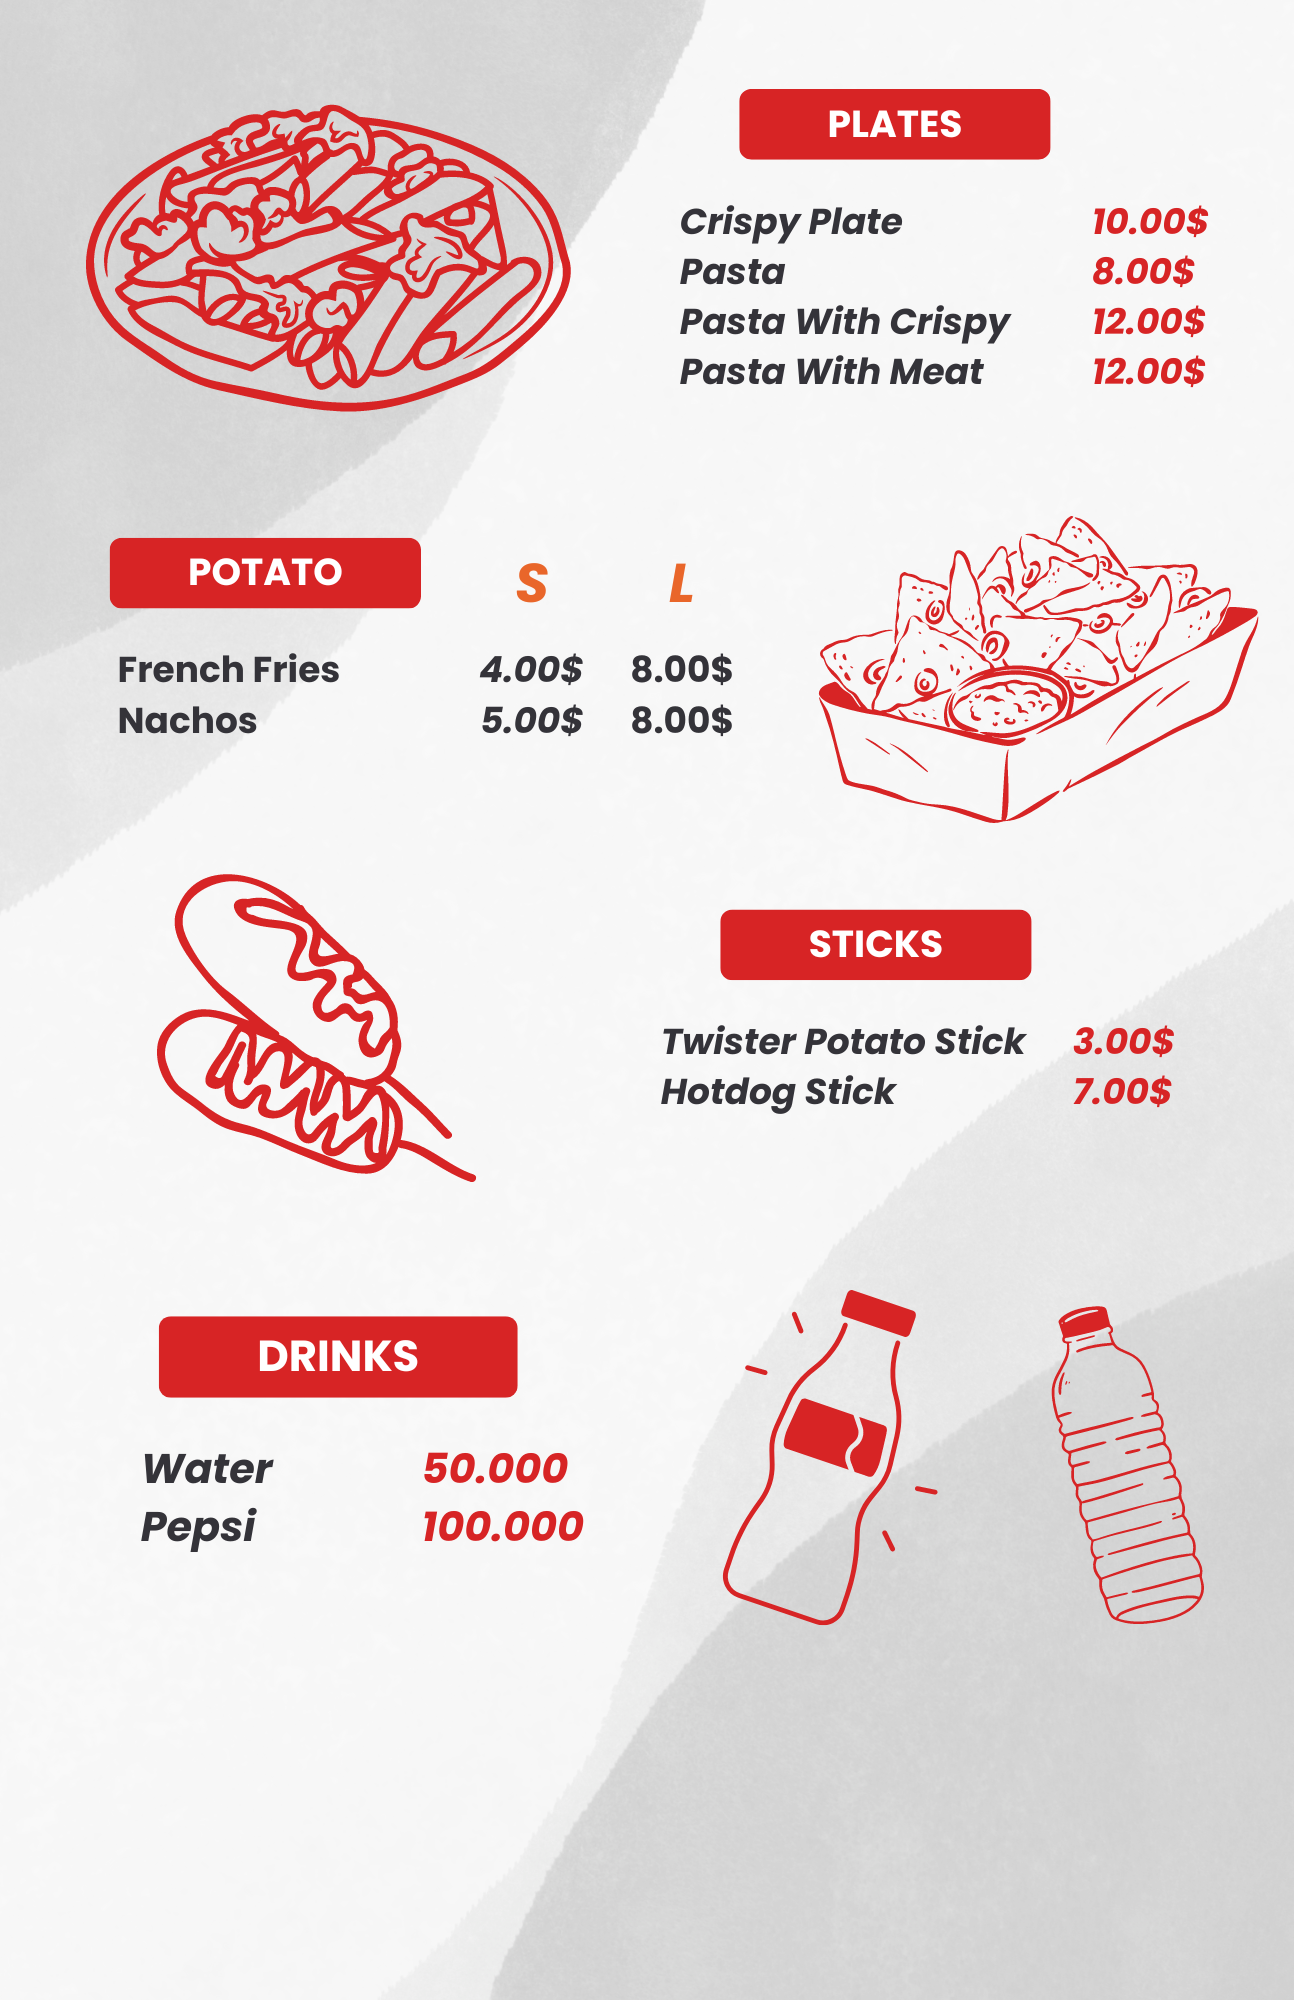 PLATES
Crispy Plate 10.00$
Pasta 8.00$
Pasta With Crispy 12.00$
Pasta With Meat 12.00$
POTATO S L
French Fries 4.00$ 8.00$
Nachos 5.00$ 8.00$
STICKS
Twister Potato Stick 3.00$
Hotdog Stick 7.00$
DRINKS
Water 50.000
Pepsi 100.000